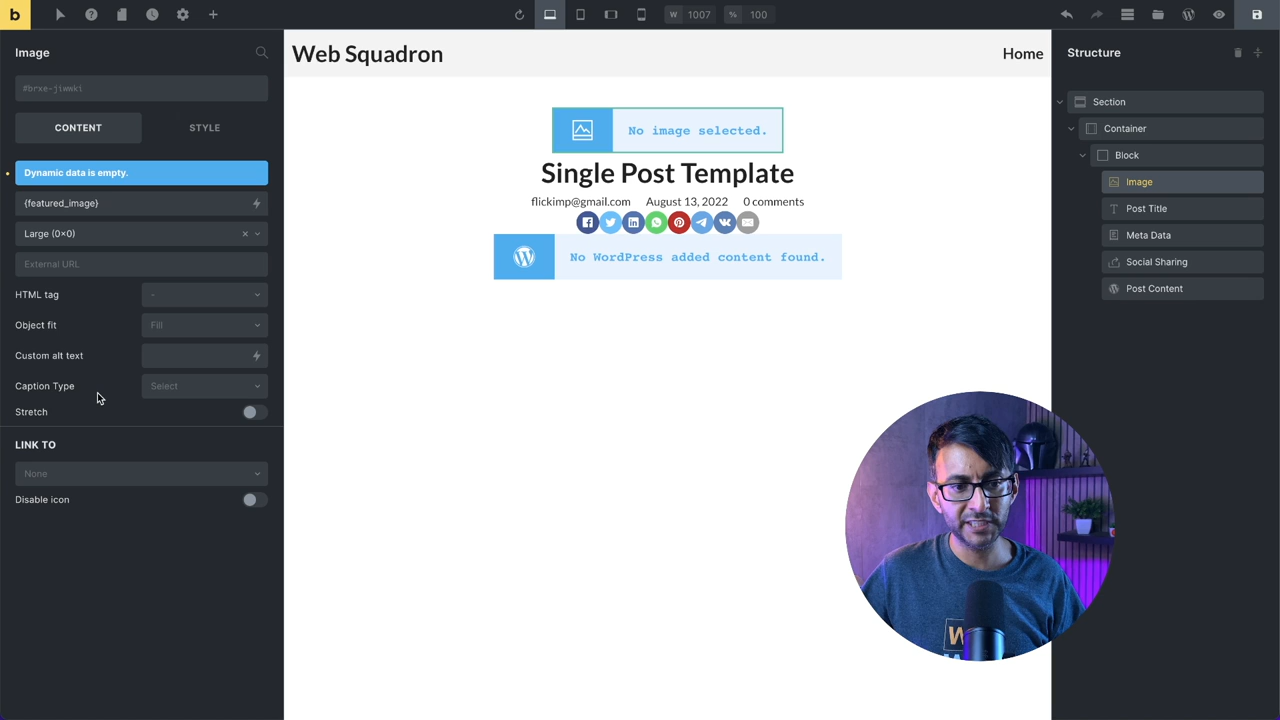 b
W 1007 % 100
Image
#brxe-jiwwki
CONTENT STYLE
Dynamic data is empty.
{featured_image}
Large (0×0)
External URL
HTML tag -
Object fit Fill
Custom alt text
Caption Type Select
Stretch
LINK TO
None
Disable icon
Web Squadron Home
No image selected.
Single Post Template
flickimp@gmail.com August 13, 2022 0 comments
No WordPress added content found.
Structure
Section
Container
Block
Image
Post Title
Meta Data
Social Sharing
Post Content